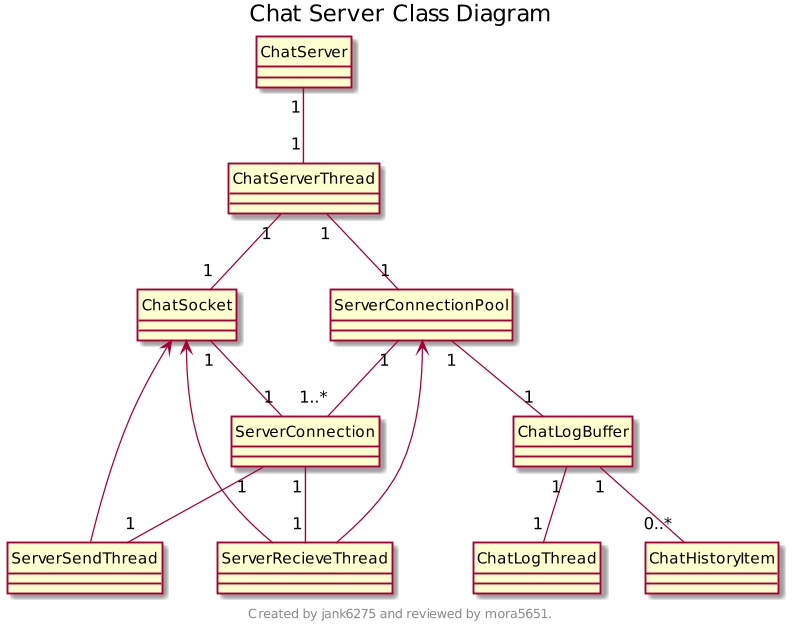 Chat Server Class Diagram
ChatServer
1
1
ChatServerThread
1 1
1 1
ChatSocket ServerConnectionPool
1 1 1
1 1..* 1
ServerConnection ChatLogBuffer
1 1 1 1
1 1 1 0..*
ServerSendThread ServerRecieveThread ChatLogThread ChatHistoryItem
Created by jank6275 and reviewed by mora5651.